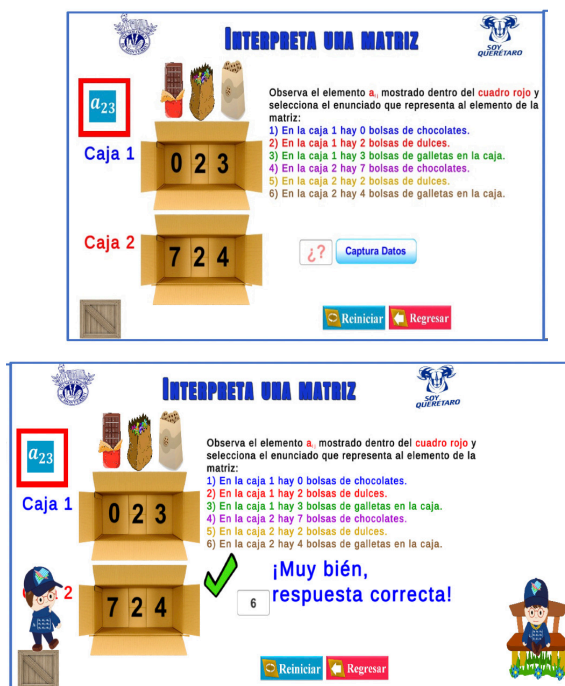 INTERPRETA UNA MATRIZ
SOY
QUERÉTARO
a23
Observa el elemento aij mostrado dentro del cuadro rojo y
selecciona el enunciado que representa al elemento de la
matriz:
1) En la caja 1 hay 0 bolsas de chocolates.
2) En la caja 1 hay 2 bolsas de dulces.
3) En la caja 1 hay 3 bolsas de galletas en la caja.
4) En la caja 2 hay 7 bolsas de chocolates.
5) En la caja 2 hay 2 bolsas de dulces.
6) En la caja 2 hay 4 bolsas de galletas en la caja.
Caja 1
0 2 3
Caja 2
7 2 4
¿?
Captura Datos
Reiniciar
Regresar
INTERPRETA UNA MATRIZ
SOY
QUERÉTARO
a23
Observa el elemento aij mostrado dentro del cuadro rojo y
selecciona el enunciado que representa al elemento de la
matriz:
1) En la caja 1 hay 0 bolsas de chocolates.
2) En la caja 1 hay 2 bolsas de dulces.
3) En la caja 1 hay 3 bolsas de galletas en la caja.
4) En la caja 2 hay 7 bolsas de chocolates.
5) En la caja 2 hay 2 bolsas de dulces.
6) En la caja 2 hay 4 bolsas de galletas en la caja.
Caja 1
0 2 3
2
7 2 4
6
¡Muy bién,
respuesta correcta!
Reiniciar
Regresar